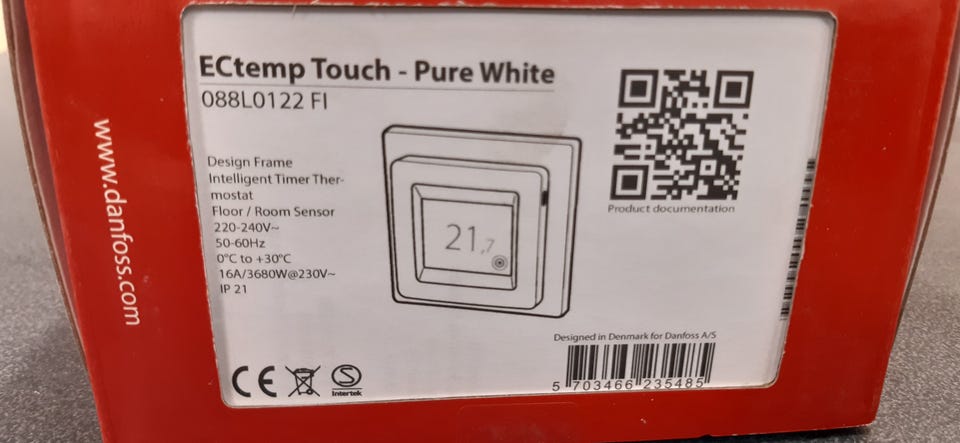 ECtemp Touch - Pure White
088L0122 FI
Design Frame
Intelligent Timer Ther-
mostat
Floor / Room Sensor
220-240V~
50-60Hz
0°C to +30°C
16A/3680W@230V~
IP 21
21,7
Product documentation
Designed in Denmark for Danfoss A/S
5 703466 235485
CE
S
Intertek
www.danfoss.com